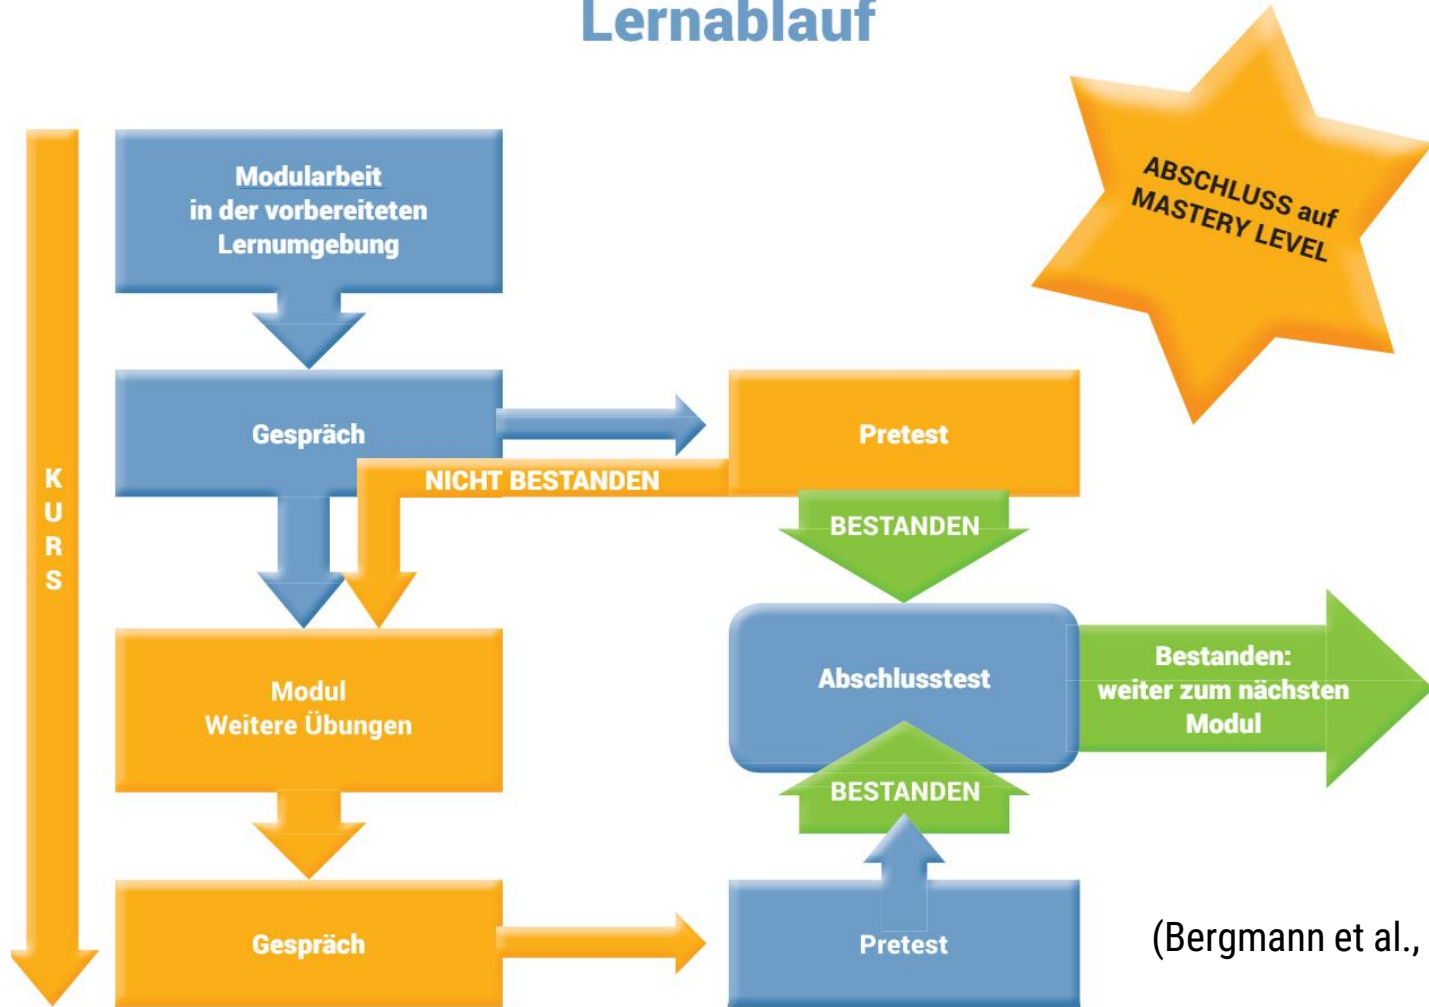 Lernablauf
ABSCHLUSS auf
MASTERY LEVEL
K
U
R
S
Modularbeit
in der vorbereiteten
Lernumgebung
Gespräch
Pretest
NICHT BESTANDEN
BESTANDEN
Modul
Weitere Übungen
Abschlusstest
Bestanden:
weiter zum nächsten
Modul
BESTANDEN
Gespräch
Pretest
(Bergmann et al.,